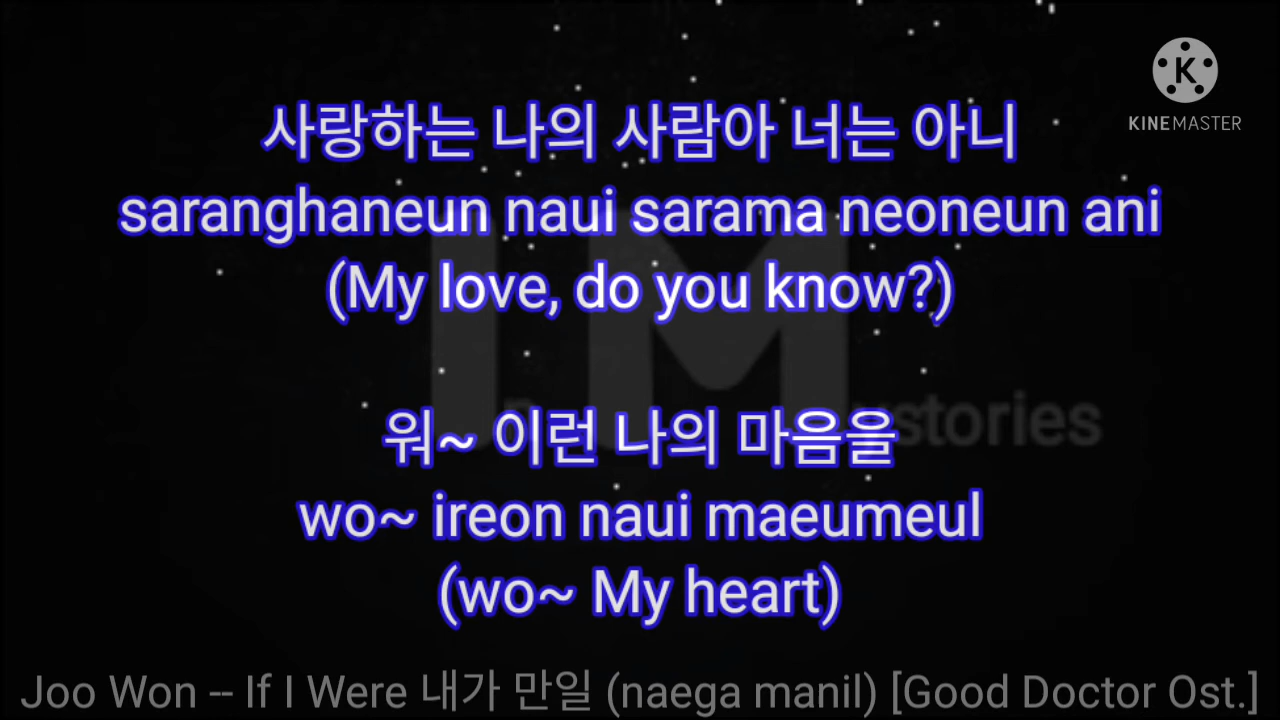 K
KINEMASTER
사랑하는 나의 사람아 너는 아니
saranghaneun naui sarama neoneun ani
(My love, do you know?)
워~ 이런 나의 마음을
wo~ ireon naui maeumeul
(wo~ My heart)
Joo Won -- If I Were 내가 만일 (naega manil) [Good Doctor Ost.]